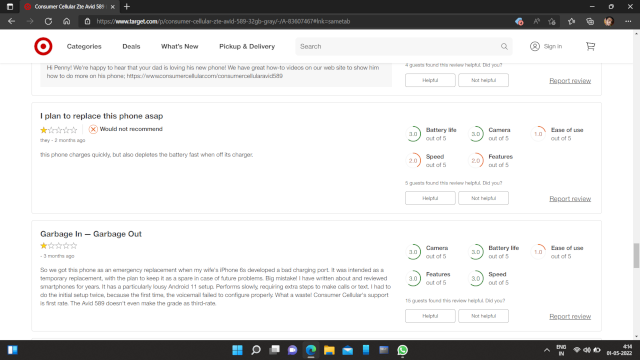 Consumer Cellular Zte Avid 589
https://www.target.com/p/consumer-cellular-zte-avid-589-32gb-gray/-/A-83607467#lnk=sametab
Categories Deals What's New Pickup & Delivery Search Sign in
Hi Penny! We're happy to hear that your dad is loving his new phone! We have great how-to videos on our web site to show him
how to do more on his phone; https://www.consumercellular.com/consumercellularavid589
4 guests found this review helpful. Did you?
Helpful Not helpful Report review
I plan to replace this phone asap
Would not recommend
they - 2 months ago
this phone charges quickly, but also depletes the battery fast when off its charger.
3.0 Battery life out of 5
3.0 Camera out of 5
1.0 Ease of use out of 5
2.0 Speed out of 5
2.0 Features out of 5
5 guests found this review helpful. Did you?
Helpful Not helpful Report review
Garbage In — Garbage Out
- 3 months ago
So we got this phone as an emergency replacement when my wife's iPhone 6s developed a bad charging port. It was intended as a
temporary replacement, with the plan to keep it as a spare in case of future problems. Big mistake! I have written about and reviewed
smartphones for years. It has a particularly lousy Android 11 setup. Performs slowly, requiring extra steps to make calls or text. I had to
do the initial setup twice, because the first time, the voicemail failed to configure properly. What a waste! Consumer Cellular's support
is first rate. The Avid 589 doesn't even make the grade as third-rate.
3.0 Camera out of 5
3.0 Battery life out of 5
1.0 Ease of use out of 5
3.0 Features out of 5
3.0 Speed out of 5
15 guests found this review helpful. Did you?
Helpful Not helpful Report review
ENG
IN
4:14
01-05-2022